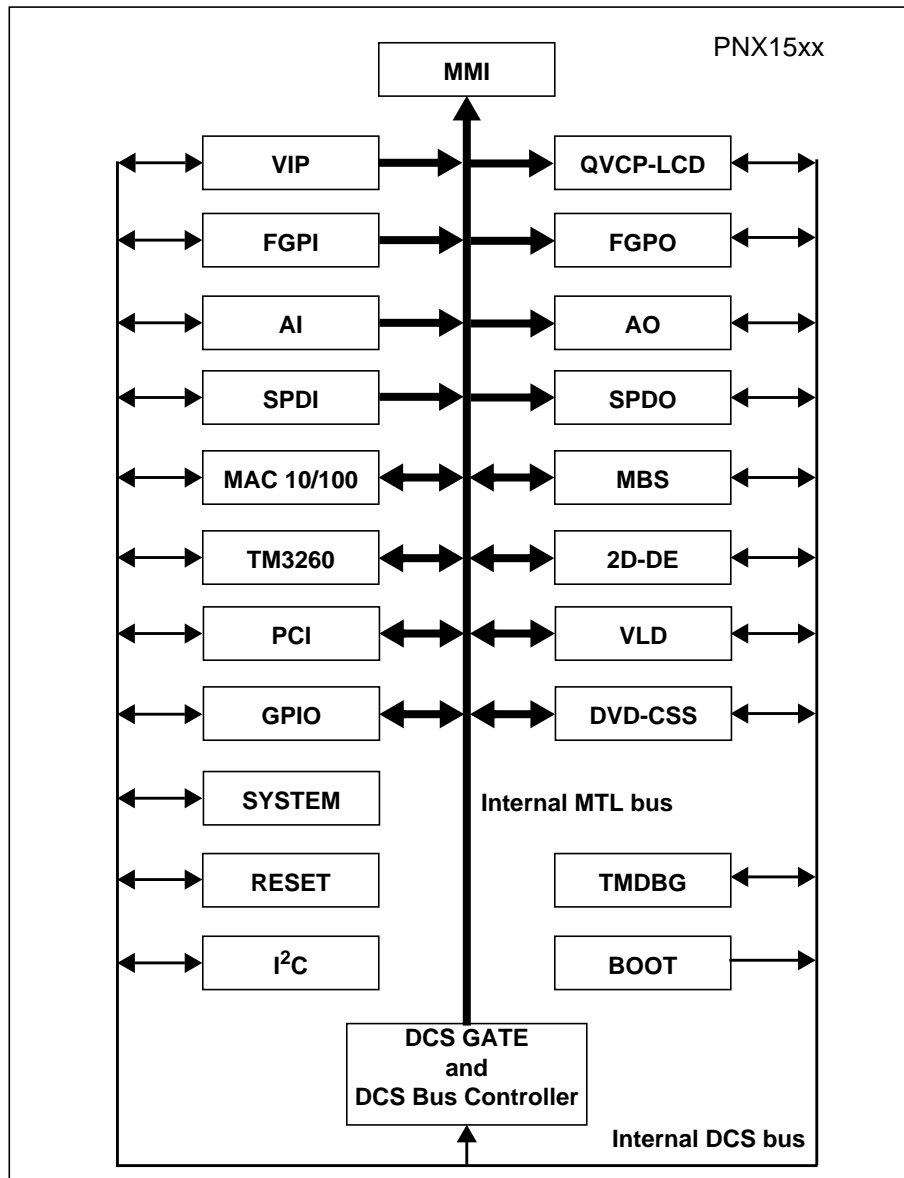 PNX15xx
MMI
VIP
QVCP-LCD
FGPI
FGPO
AI
AO
SPDI
SPDO
MAC 10/100
MBS
TM3260
2D-DE
PCI
VLD
GPIO
DVD-CSS
SYSTEM
Internal MTL bus
RESET
TMDBG
I²C
BOOT
DCS GATE
and
DCS Bus Controller
Internal DCS bus